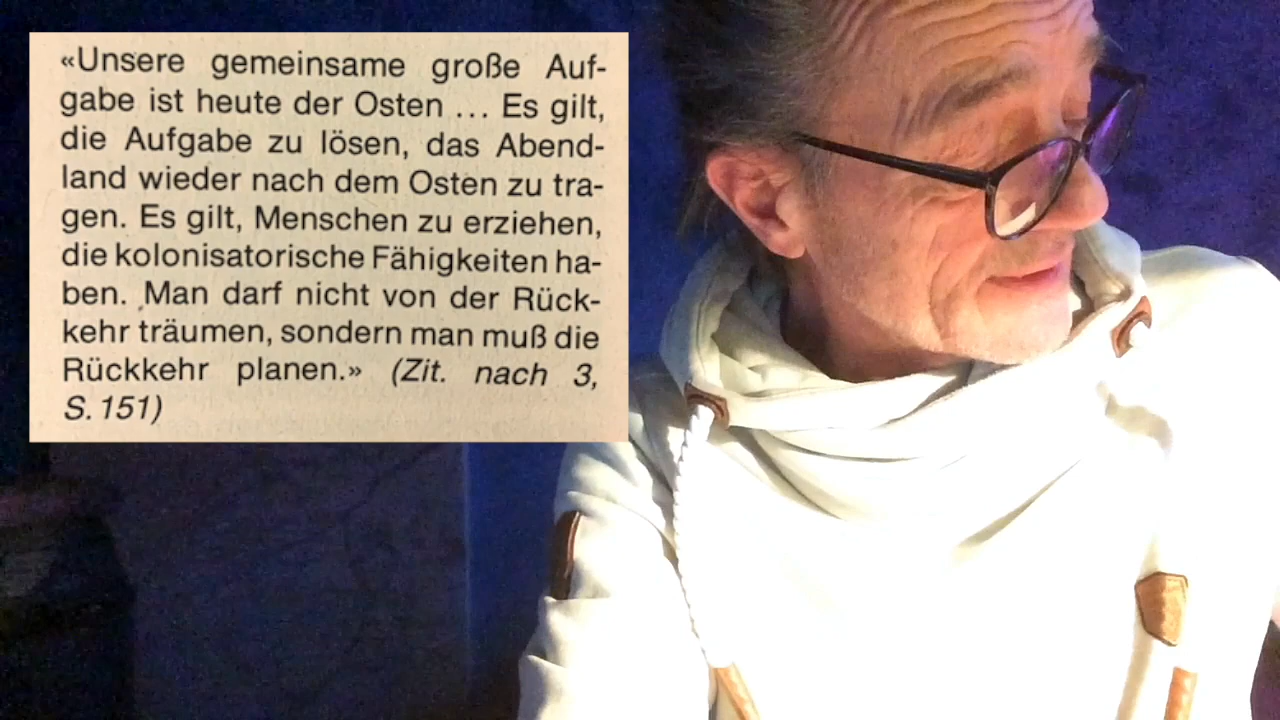 «Unsere gemeinsame große Auf-
gabe ist heute der Osten ... Es gilt,
die Aufgabe zu lösen, das Abend-
land wieder nach dem Osten zu tra-
gen. Es gilt, Menschen zu erziehen,
die kolonisatorische Fähigkeiten ha-
ben. Man darf nicht von der Rück-
kehr träumen, sondern man muß die
Rückkehr planen.» (Zit. nach 3,
S. 151)